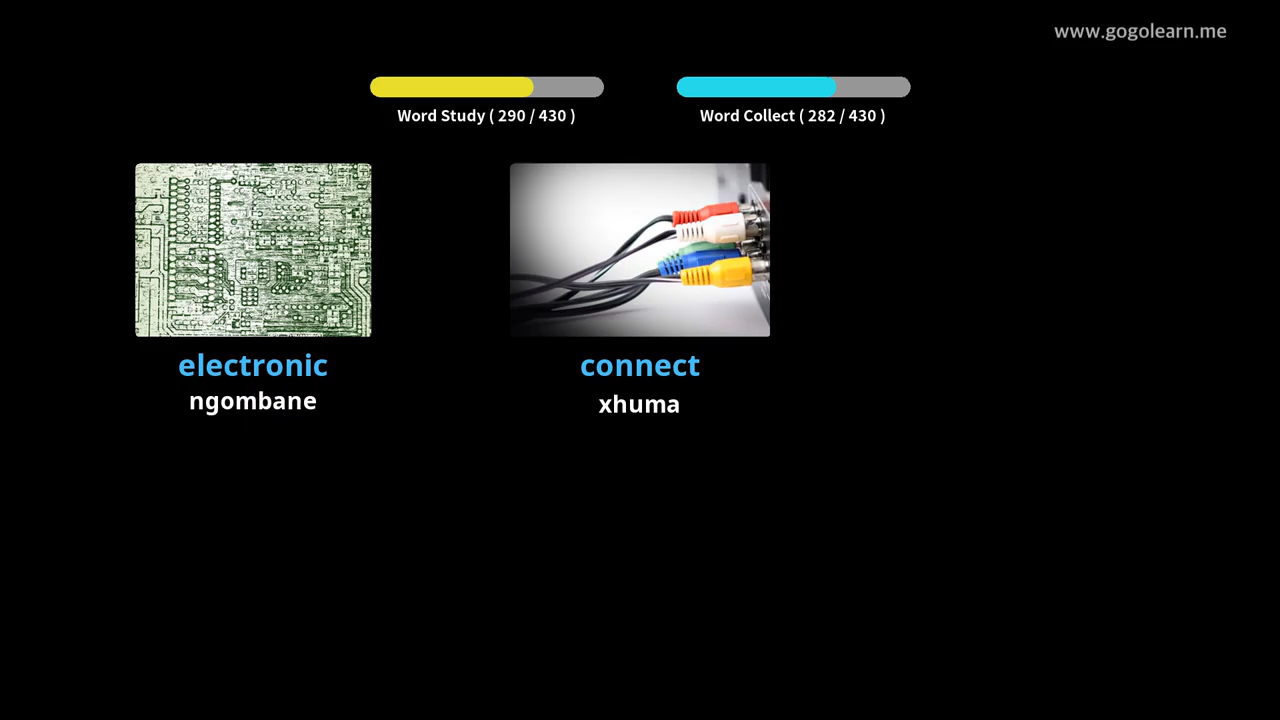 www.gogolearn.me
Word Study ( 290 / 430 )
Word Collect ( 282 / 430 )
electronic
ngombane
connect
xhuma